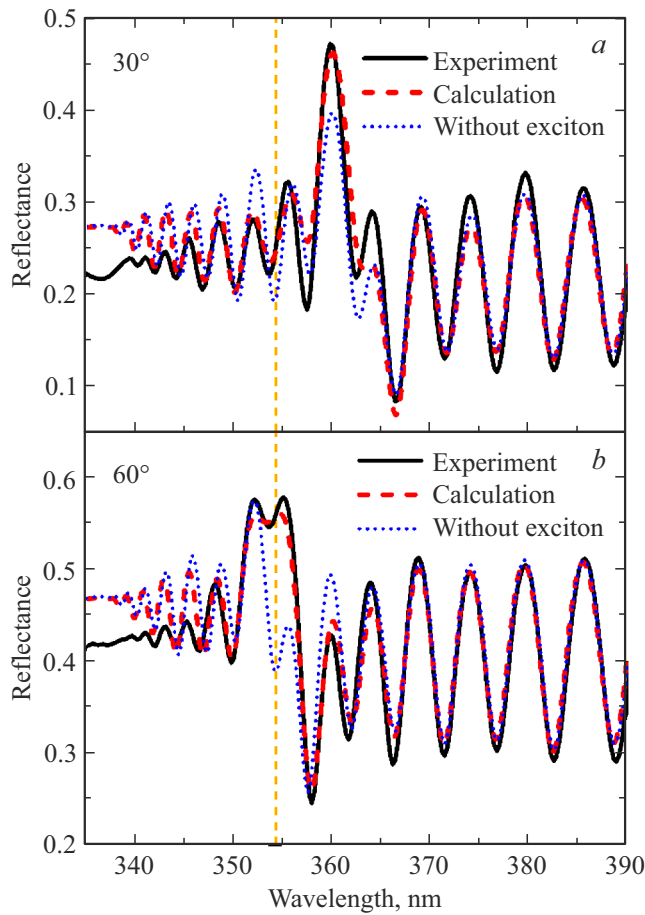 30°
a
Experiment
Calculation
Without exciton
0.5
0.4
0.3
0.2
0.1
Reflectance
60°
b
Experiment
Calculation
Without exciton
0.6
0.5
0.4
0.3
0.2
Reflectance
340 350 360 370 380 390
Wavelength, nm